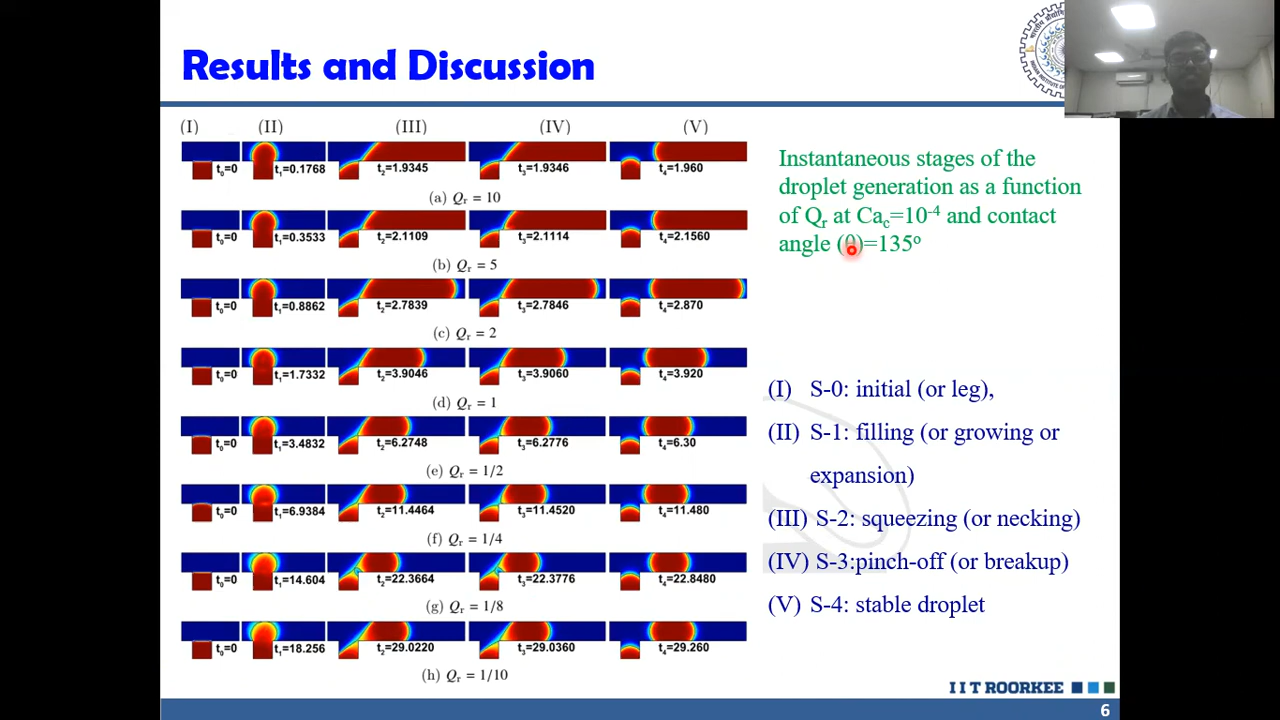 Results and Discussion
(I) (II) (III) (IV) (V)
t₀=0 t₁=0.1768 t₂=1.9345 t₃=1.9346 t₄=1.960
(a) Qᵣ = 10
t₀=0 t₁=0.3533 t₂=2.1109 t₃=2.1114 t₄=2.1560
(b) Qᵣ = 5
t₀=0 t₁=0.8862 t₂=2.7839 t₃=2.7846 t₄=2.870
(c) Qᵣ = 2
t₀=0 t₁=1.7332 t₂=3.9046 t₃=3.9060 t₄=3.920
(d) Qᵣ = 1
t₀=0 t₁=3.4832 t₂=6.2748 t₃=6.2776 t₄=6.30
(e) Qᵣ = 1/2
t₀=0 t₁=6.9384 t₂=11.4464 t₃=11.4520 t₄=11.480
(f) Qᵣ = 1/4
t₀=0 t₁=14.604 t₂=22.3664 t₃=22.3776 t₄=22.8480
(g) Qᵣ = 1/8
t₀=0 t₁=18.256 t₂=29.0220 t₃=29.0360 t₄=29.260
(h) Qᵣ = 1/10
Instantaneous stages of the
droplet generation as a function
of Qᵣ at Ca_c=10⁻⁴ and contact
angle (θ)=135º
(I) S-0: initial (or leg),
(II) S-1: filling (or growing or
expansion)
(III) S-2: squeezing (or necking)
(IV) S-3:pinch-off (or breakup)
(V) S-4: stable droplet
IIT ROORKEE
6